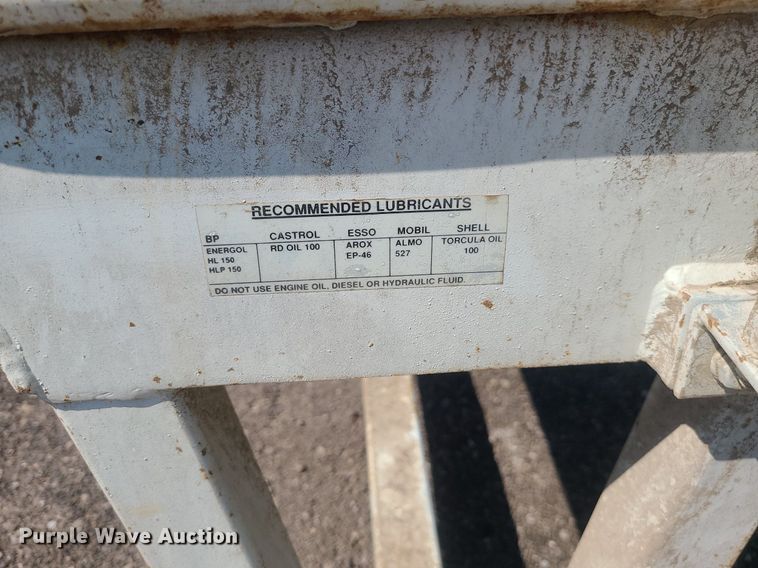 RECOMMENDED LUBRICANTS
BP CASTROL ESSO MOBIL SHELL
ENERGOL RD OIL 100 AROX ALMO TORCULA OIL
HL 150 EP-46 527 100
HLP 150
DO NOT USE ENGINE OIL, DIESEL OR HYDRAULIC FLUID.
Purple Wave Auction